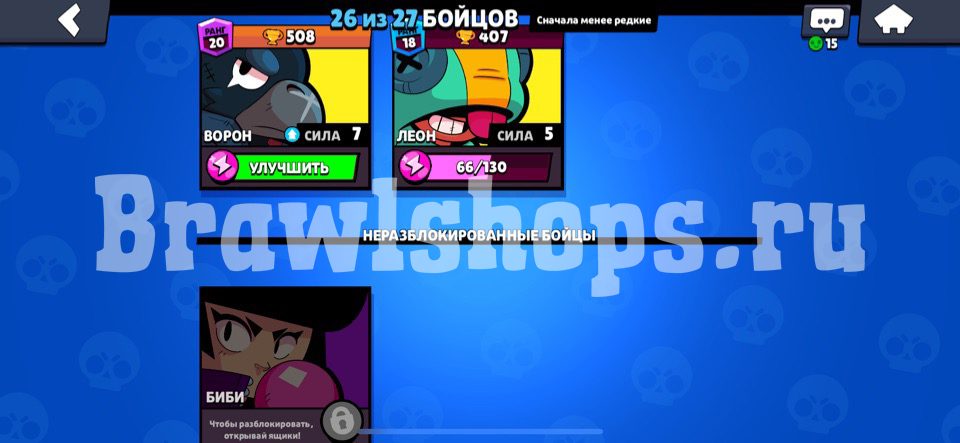 26 из 27 БОЙЦОВ
Сначала менее редкие
15
РАНГ
20
508
РАНГ
18
407
ВОРОН
СИЛА 7
ЛЕОН
СИЛА 5
УЛУЧШИТЬ
66/130
Brawlshops.ru
НЕРАЗБЛОКИРОВАННЫЕ БОЙЦЫ
БИБИ
Чтобы разблокировать,
открывай ящики!